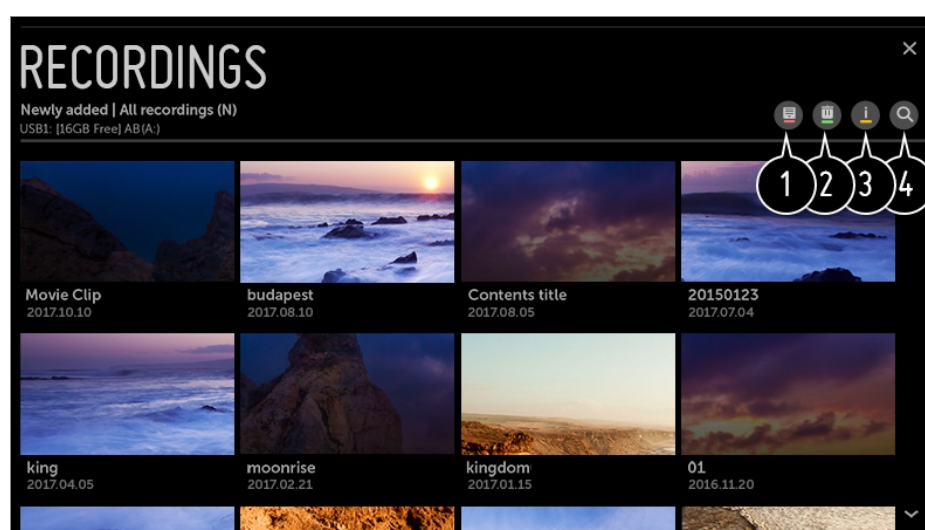 RECORDINGS
Newly added | All recordings (N)
USB1: [16GB Free] AB(A:)
1 2 3 4
Movie Clip
2017.10.10
budapest
2017.08.10
Contents title
2017.08.05
20150123
2017.07.04
king
2017.04.05
moonrise
2017.02.21
kingdom
2017.01.15
01
2016.11.20